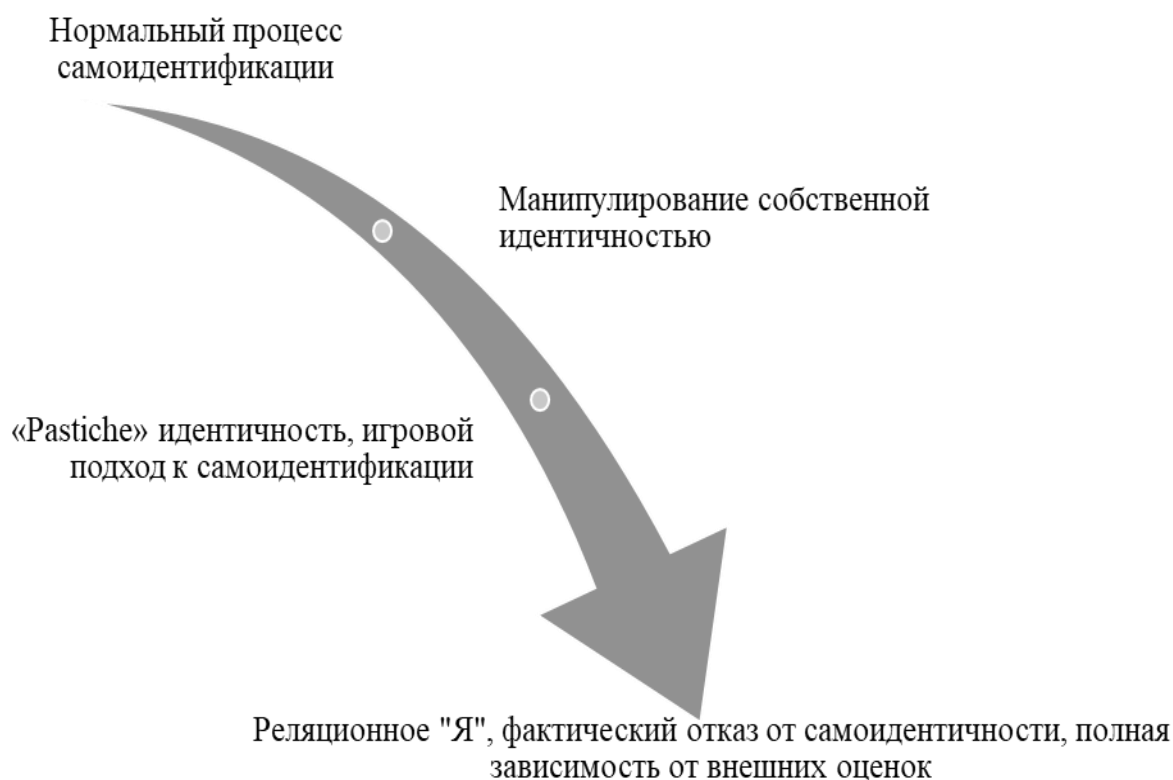 Нормальный процесс
самоидентификации
Манипулирование собственной
идентичностью
«Pastiche» идентичность, игровой
подход к самоидентификации
Реляционное "Я", фактический отказ от самоидентичности, полная
зависимость от внешних оценок